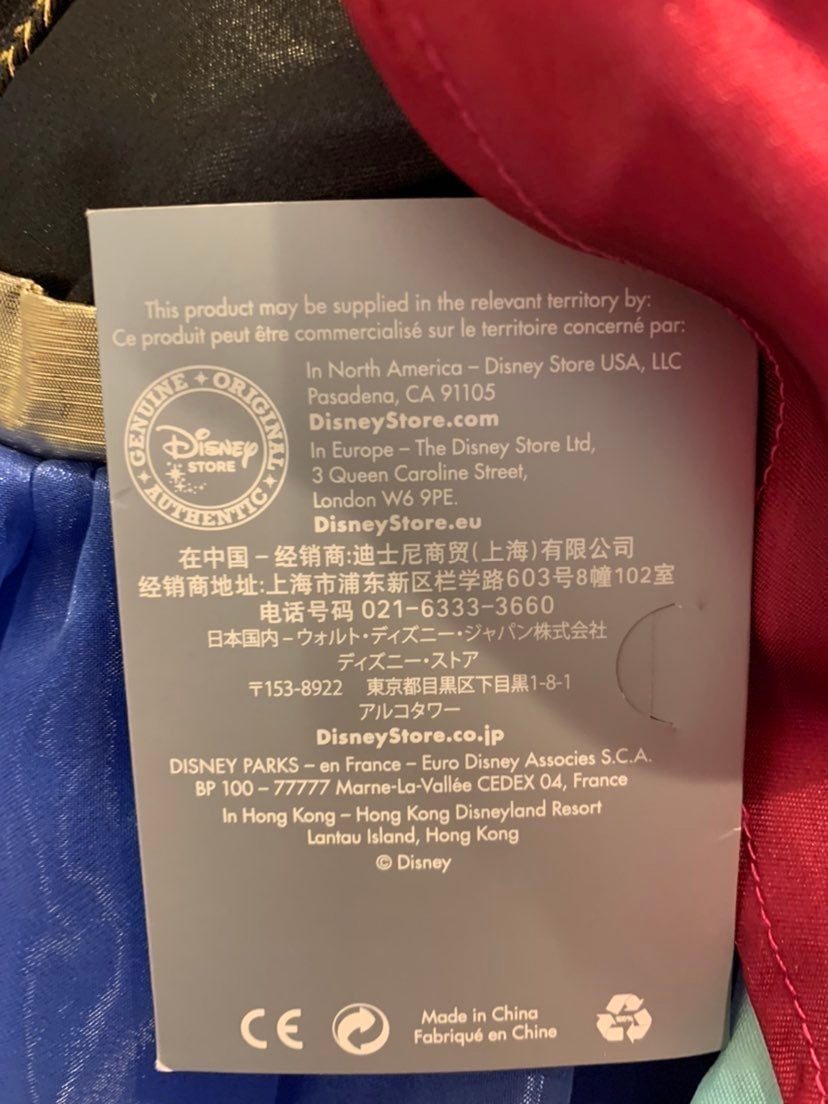 This product may be supplied in the relevant territory by:
Ce produit peut être commercialisé sur le territoire concerné par:
GENUINE ORIGINAL AUTHENTIC
Disney
STORE
In North America – Disney Store USA, LLC
Pasadena, CA 91105
DisneyStore.com
In Europe – The Disney Store Ltd,
3 Queen Caroline Street,
London W6 9PE.
DisneyStore.eu
在中国－经销商:迪士尼商贸(上海)有限公司
经销商地址:上海市浦东新区栏学路603号8幢102室
电话号码 021-6333-3660
日本国内－ウォルト・ディズニー・ジャパン株式会社
ディズニー・ストア
〒153-8922 東京都目黒区下目黒1-8-1
アルコタワー
DisneyStore.co.jp
DISNEY PARKS – en France – Euro Disney Associes S.C.A.
BP 100 – 77777 Marne-La-Vallée CEDEX 04, France
In Hong Kong – Hong Kong Disneyland Resort
Lantau Island, Hong Kong
© Disney
CE
Made in China
Fabriqué en Chine
100%